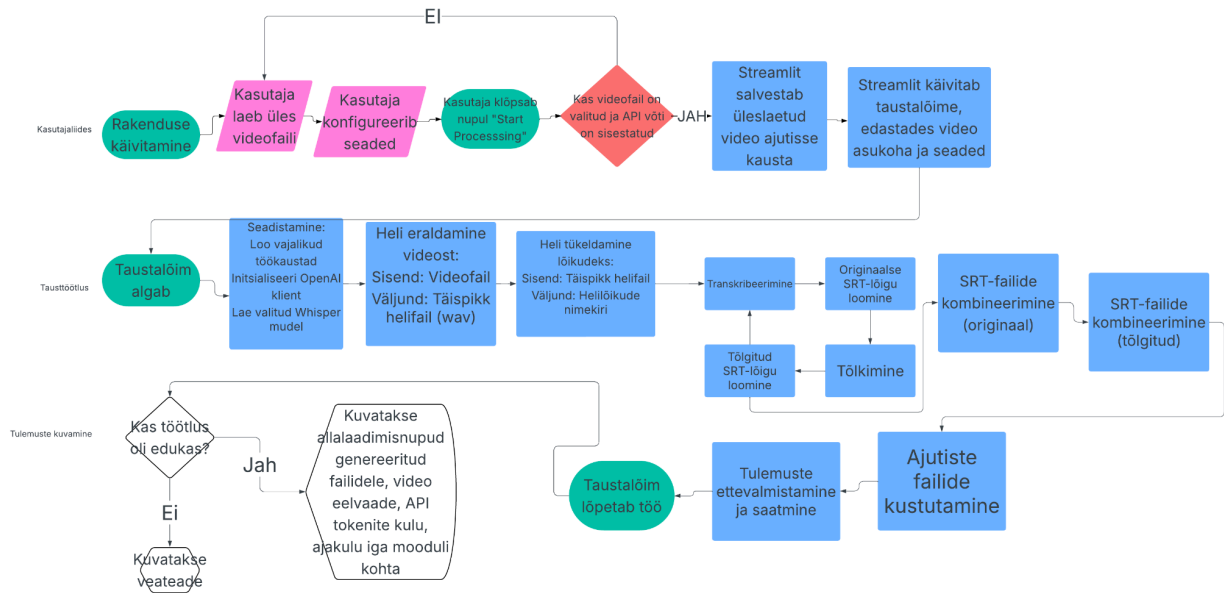 EI
Kasutajaliides
Rakenduse
käivitamine
Kasutaja
laeb üles
videofaili
Kasutaja
konfigureerib
seaded
Kasutaja klõpsab
nupul “Start
Processsing”
Kas videofail on
valitud ja API võti
on sisestatud
JAH
Streamlit
salvestab
üleslaetud
video ajutisse
kausta
Streamlit käivitab
taustalõime,
edastades video
asukoha ja seaded
Tausttöötlus
Taustalõim
algab
Seadistamine:
Loo vajalikud
töökaustad
Initsialiseeri OpenAI
klient
Lae valitud Whisper
mudel
Heli eraldamine
videost:
Sisend: Videofail
Väljund: Täispikk
helifail (wav)
Heli tükeldamine
lõikudeks:
Sisend: Täispikk helifail
Väljund: Helilõikude
nimekiri
Transkribeerimine
Originaalse
SRT-lõigu
loomine
Tõlkimine
Tõlgitud
SRT-lõigu
loomine
SRT-failide
kombineerimine
(originaal)
SRT-failide
kombineerimine
(tõlgitud)
Tulemuste kuvamine
Kas töötlus
oli edukas?
Jah
Ei
Kuvatakse
veateade
Kuvatakse
allalaadimisnupud
genereeritud
failidele, video
eelvaade, API
tokenite kulu,
ajakulu iga mooduli
kohta
Taustalõim
lõpetab töö
Tulemuste
ettevalmistamine
ja saatmine
Ajutiste
failide
kustutamine